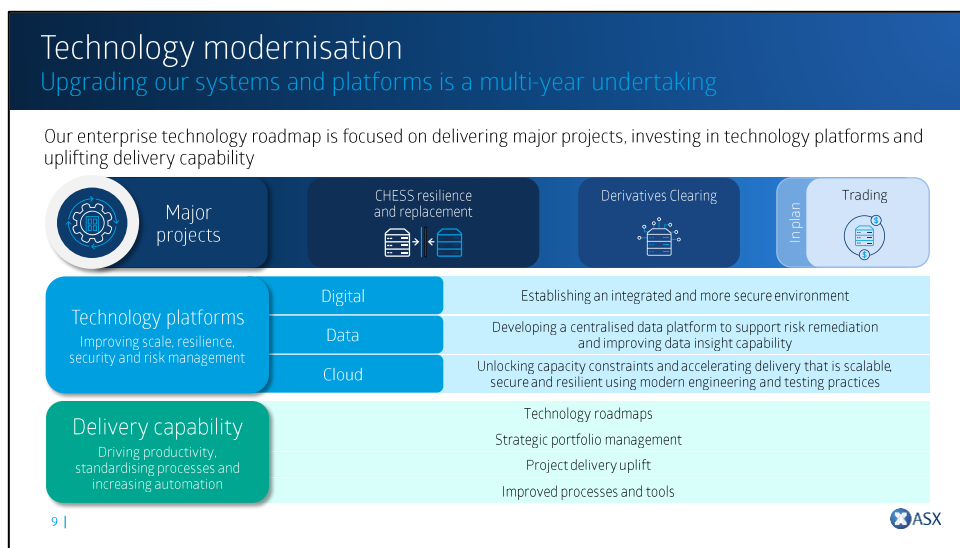 Technology modernisation
Upgrading our systems and platforms is a multi-year undertaking
Our enterprise technology roadmap is focused on delivering major projects, investing in technology platforms and
uplifting delivery capability
Major
projects
CHESS resilience
and replacement
Derivatives Clearing
In plan
Trading
Technology platforms
Improving scale, resilience,
security and risk management
Digital
Establishing an integrated and more secure environment
Data
Developing a centralised data platform to support risk remediation
and improving data insight capability
Cloud
Unlocking capacity constraints and accelerating delivery that is scalable,
secure and resilient using modern engineering and testing practices
Delivery capability
Driving productivity,
standardising processes and
increasing automation
Technology roadmaps
Strategic portfolio management
Project delivery uplift
Improved processes and tools
9 |
ASX